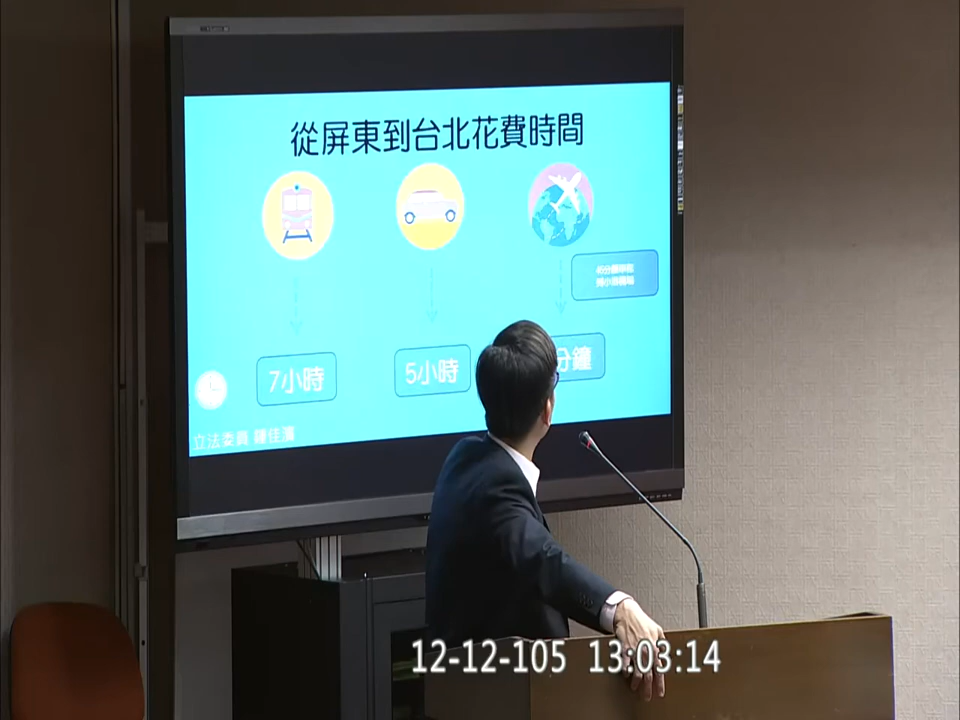 從屏東到台北花費時間
7小時
5小時
分鐘
立法委員 鍾佳濱
12-12-105 13:03:14